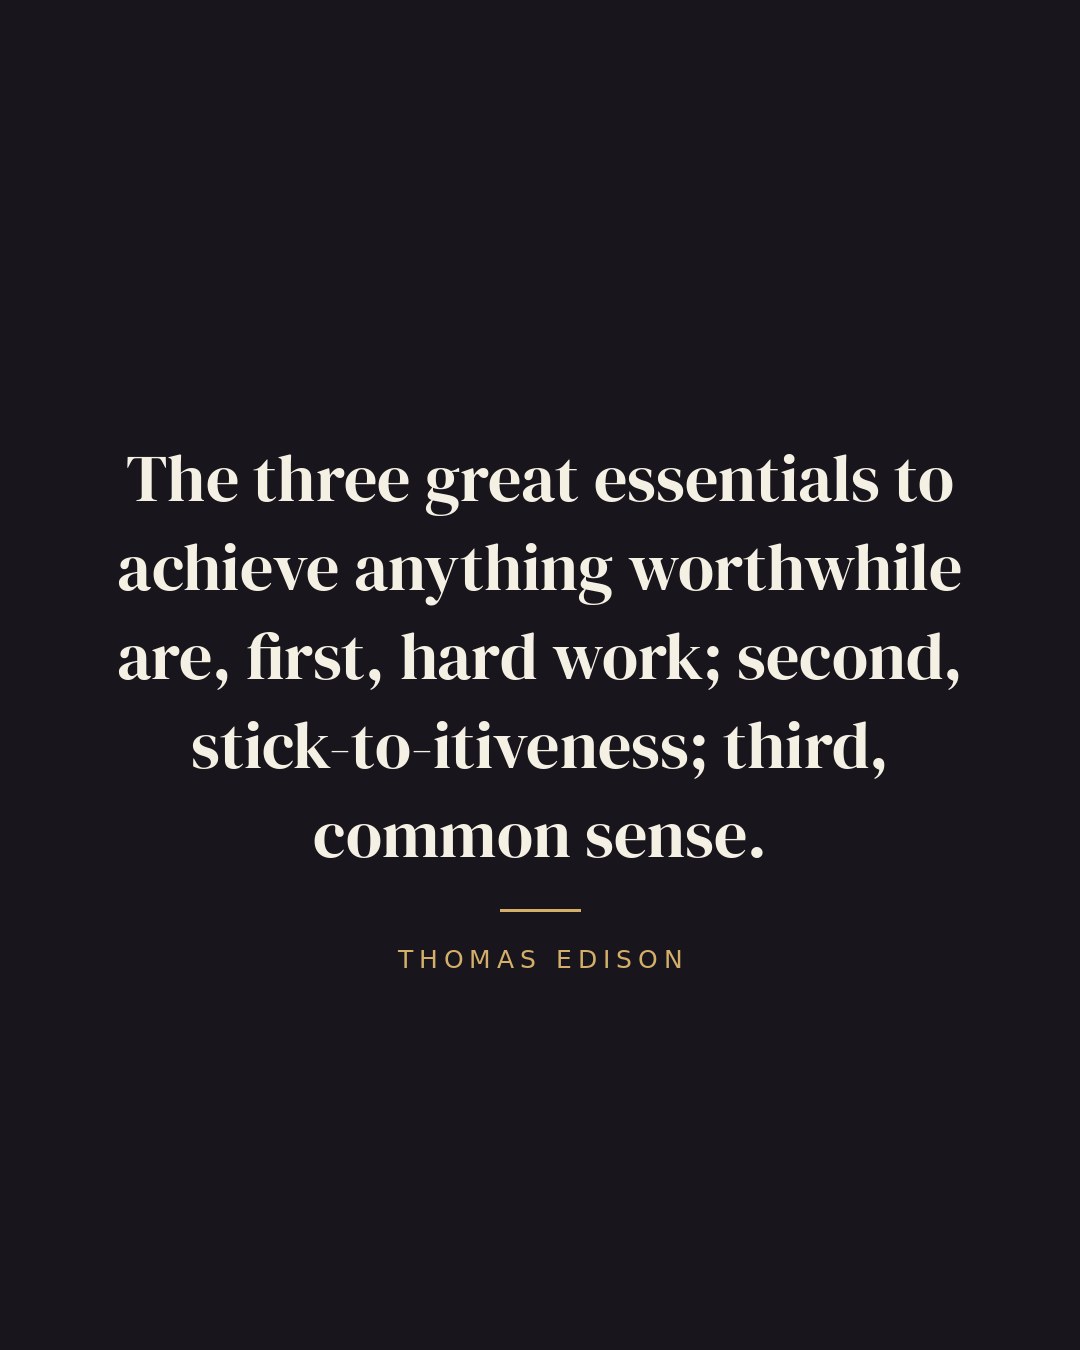 The three great essentials to
achieve anything worthwhile
are, first, hard work; second,
stick-to-itiveness; third,
common sense.
THOMAS EDISON